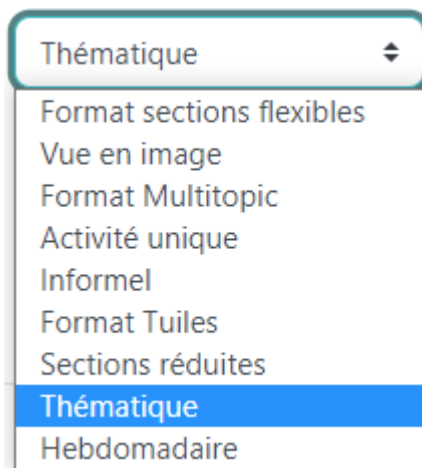 Thématique
Format sections flexibles
Vue en image
Format Multitopic
Activité unique
Informel
Format Tuiles
Sections réduites
Thématique
Hebdomadaire